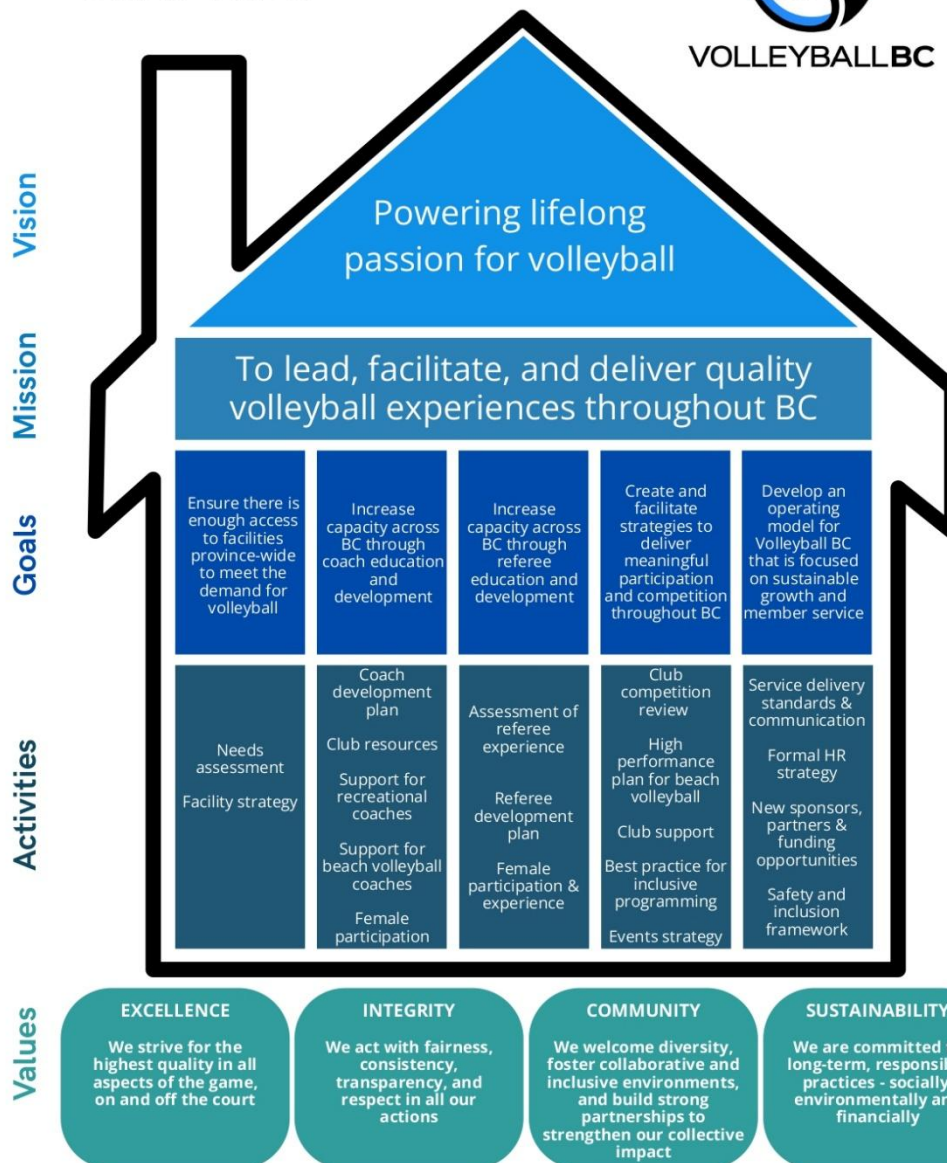 VOLLEYBALLBC
Vision
Powering lifelong
passion for volleyball
Mission
To lead, facilitate, and deliver quality
volleyball experiences throughout BC
Goals
Ensure there is
enough access
to facilities
province-wide
to meet the
demand for
volleyball
Increase
capacity across
BC through
coach education
and
development
Increase
capacity across
BC through
referee
education and
development
Create and
facilitate
strategies to
deliver
meaningful
participation
and competition
throughout BC
Develop an
operating
model for
Volleyball BC
that is focused
on sustainable
growth and
member service
Activities
Needs
assessment
Facility strategy
Coach
development
plan
Club resources
Support for
recreational
coaches
Support for
beach volleyball
coaches
Female
participation
Assessment of
referee
experience
Referee
development
plan
Female
participation &
experience
Club
competition
review
High
performance
plan for beach
volleyball
Club support
Best practice for
inclusive
programming
Events strategy
Service delivery
standards &
communication
Formal HR
strategy
New sponsors,
partners &
funding
opportunities
Safety and
inclusion
framework
Values
EXCELLENCE
We strive for the
highest quality in all
aspects of the game,
on and off the court
INTEGRITY
We act with fairness,
consistency,
transparency, and
respect in all our
actions
COMMUNITY
We welcome diversity,
foster collaborative and
inclusive environments,
and build strong
partnerships to
strengthen our collective
impact
SUSTAINABILITY
We are committed
long-term,
practices - socially
environmentally
financially